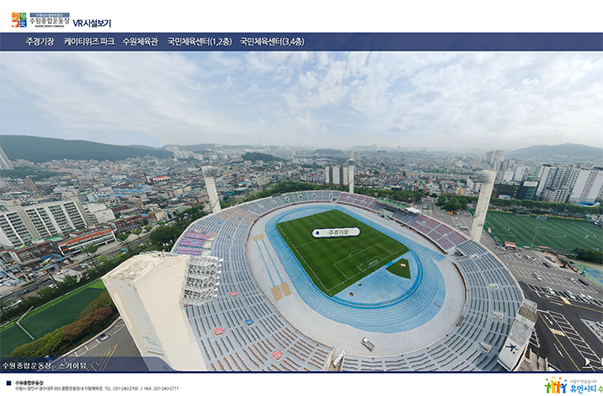 수원종합운동장 VR시설보기
주경기장 케이티위즈 파크 수원체육관 국민체육센터(1,2층) 국민체육센터(3,4층)
주경기장
수원종합운동장 - 스카이뷰
수원종합운동장
TEL : 031-240-2700 / FAX : 031-240-2711
휴먼시티 수